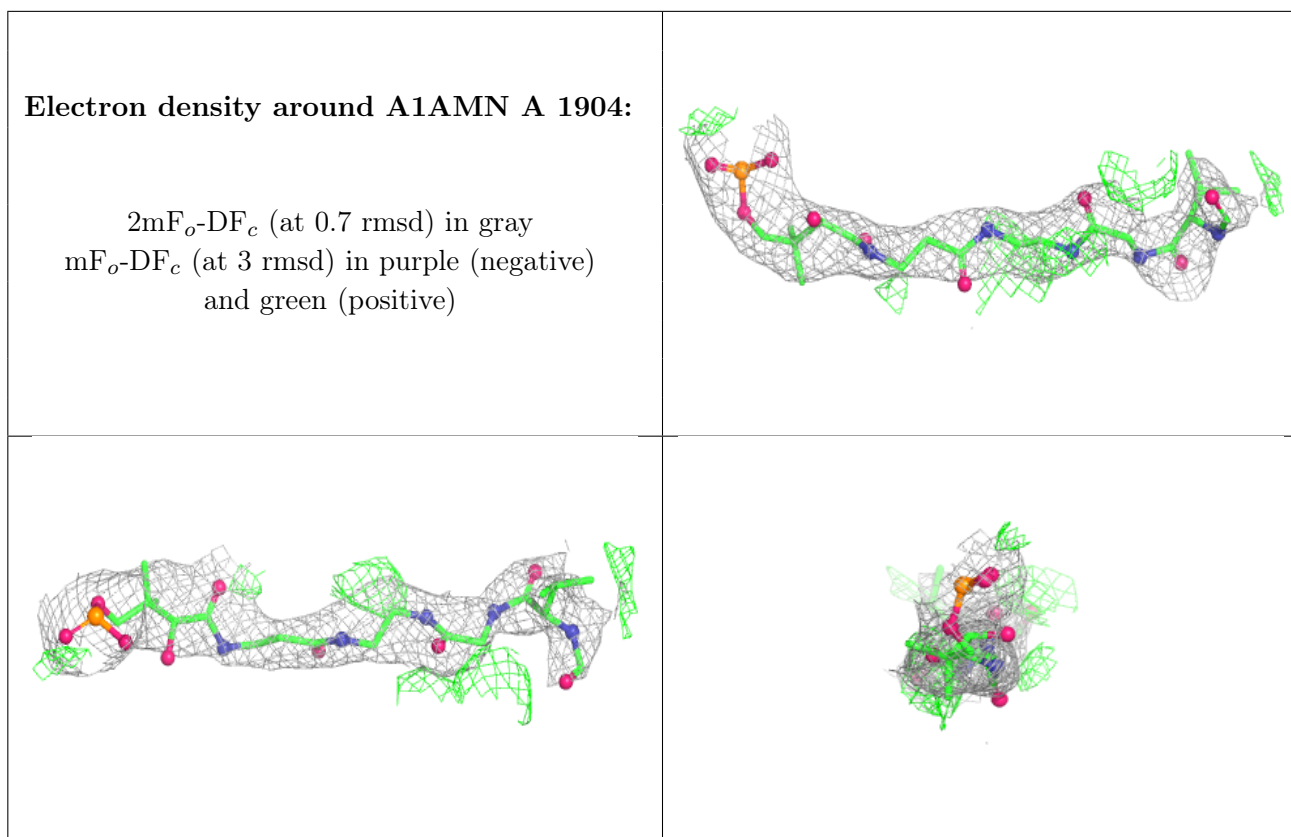 Electron density around A1AMN A 1904:
2mFo-DFc (at 0.7 rmsd) in gray
mFo-DFc (at 3 rmsd) in purple (negative)
and green (positive)